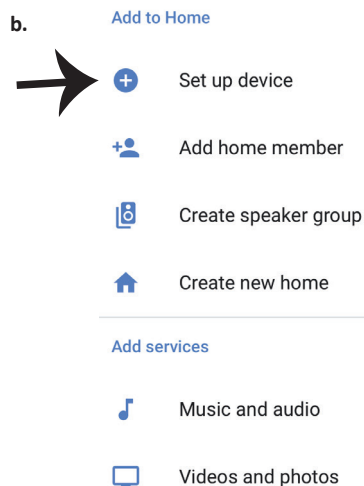 b.
Add to Home
Set up device
Add home member
Create speaker group
Create new home
Add services
Music and audio
Videos and photos